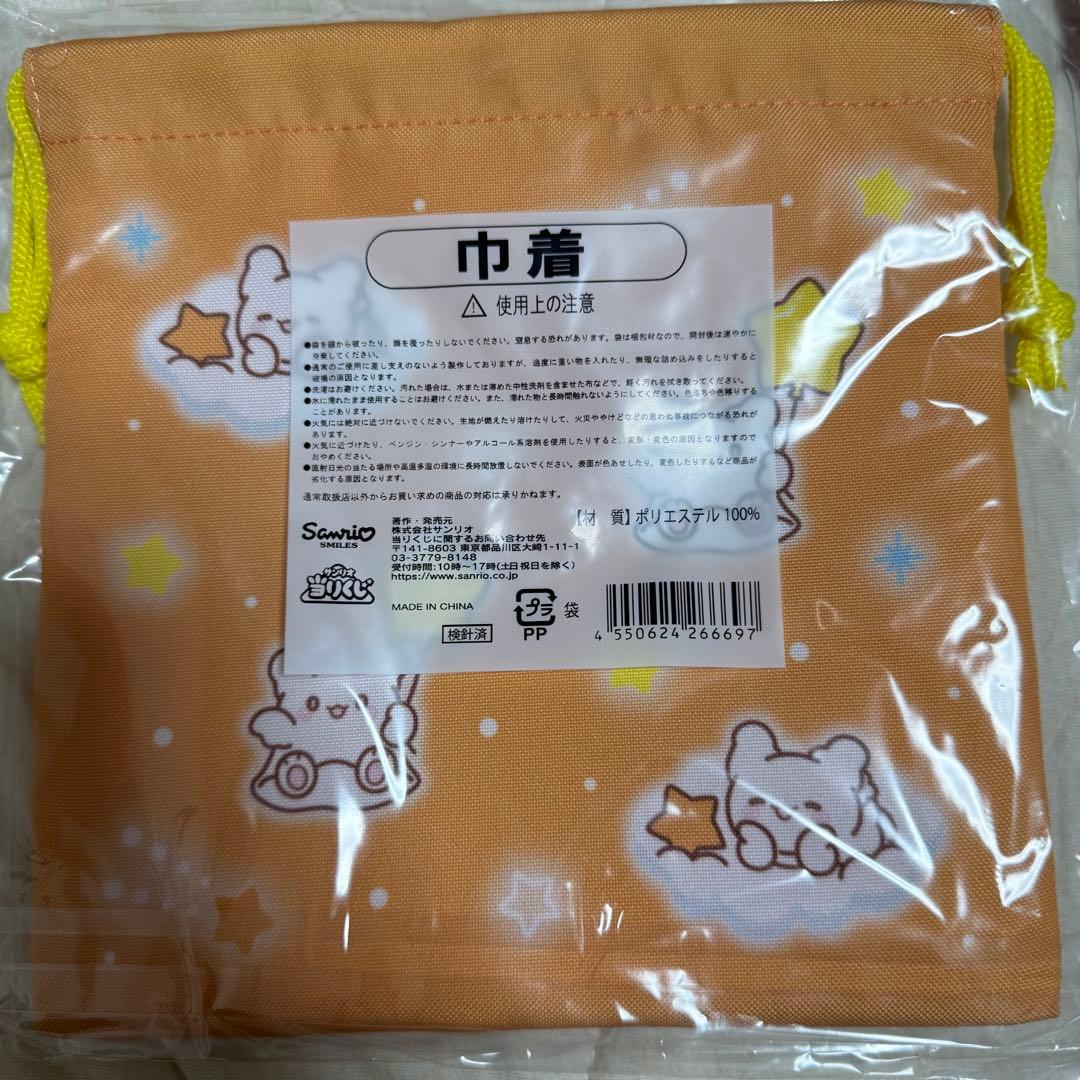 巾着
使用上の注意
●袋を頭から被ったり、顔を覆ったりしないでください。窒息する恐れがあります。袋は梱包材なので、開封後は速やかに
廃棄してください。
●通常のご使用に差し支えのないよう製作しておりますが、過度に重い物を入れたり、無理な詰め込みをしたりすると
破損の原因となります。
●洗濯はお避けください。汚れた場合は、水または薄めた中性洗剤を含ませた布などで、軽く汚れを拭き取ってください。
●水に濡れたまま使用することはお避けください。また、濡れた物と長時間触れないようにしてください。色落ちや色移りする
ことがあります。
●火気には絶対に近づけないでください。生地が燃えたり溶けたりして、火災ややけどなどの思わぬ事故につながる恐れが
あります。
●火気に近づけたり、ベンジン・シンナーやアルコール系溶剤を使用したりすると、変形・変色の原因となりますので
おやめください。
●直射日光の当たる場所や高温多湿の環境に長時間放置しないでください。表面が色あせしたり、変色したりするなど商品が
劣化する原因となります。
通常取扱店以外からお買い求めの商品の対応は承りかねます。
【材 質】ポリエステル100%
Sanrio
SMILES
サンリオ
当りくじ
著作・発売元
株式会社サンリオ
当りくじに関するお問い合わせ先
〒141-8603 東京都品川区大崎1-11-1
03-3779-8148
受付時間:10時〜17時(土日祝日を除く)
https://www.sanrio.co.jp
MADE IN CHINA
検針済
プラ
PP
袋
4 550624 266697